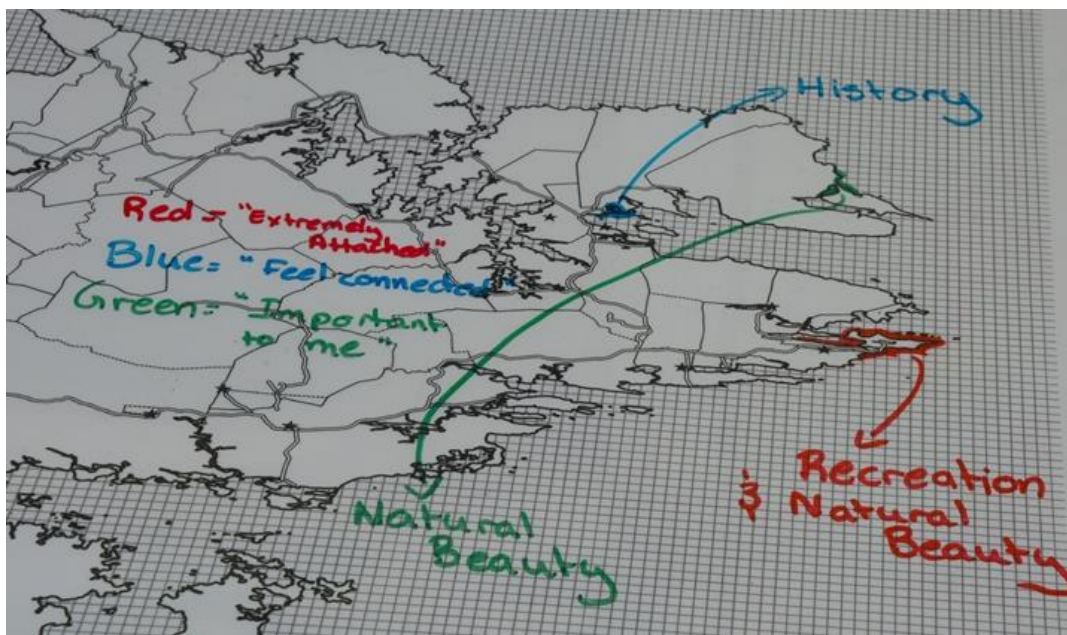 History
Red = "Extremely
Attached"
Blue = "Feel connected"
Green = "Important
to me"
Recreation
& Natural
Beauty
Natural
Beauty